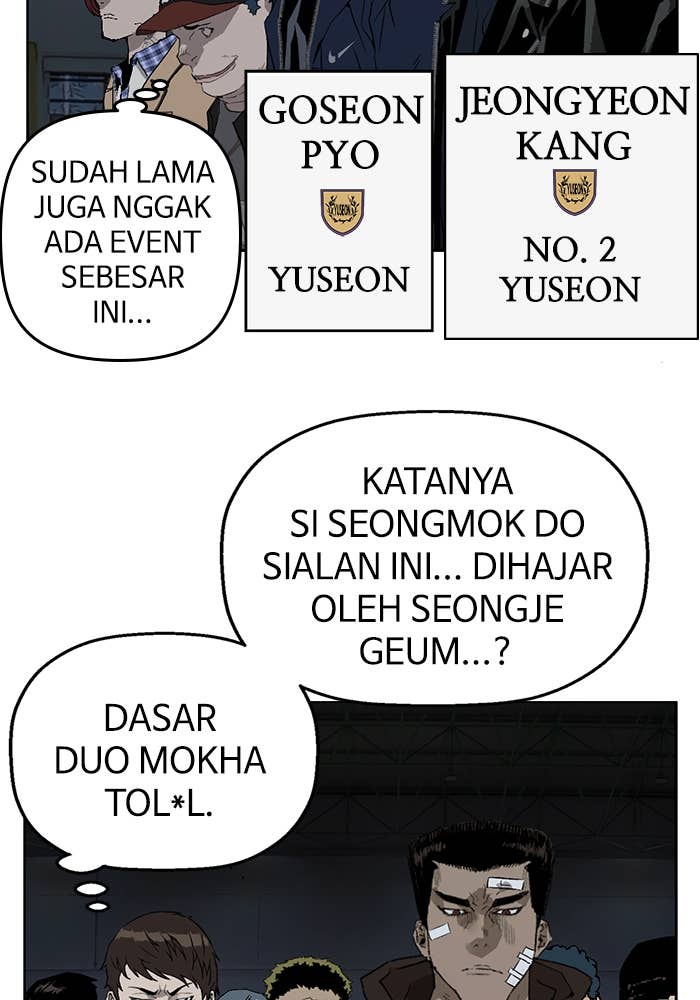 SUDAH LAMA
JUGA NGGAK
ADA EVENT
SEBESAR
INI...
GOSEON
PYO
YUSEON
YUSEON
JEONGYEON
KANG
YUSEON
NO. 2
YUSEON
KATANYA
SI SEONGMOK DO
SIALAN INI... DIHAJAR
OLEH SEONGJE
GEUM...?
DASAR
DUO MOKHA
TOL*L.